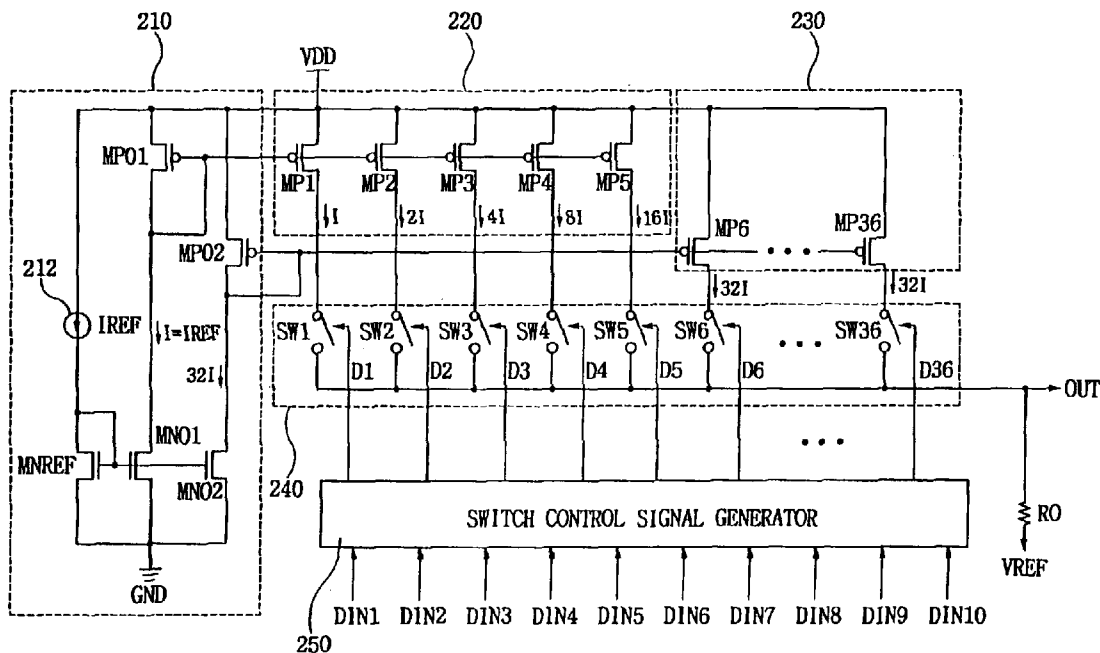 210
220
230
VDD
MP01
MP1
MP2
MP3
MP4
MP5
I
2I
4I
8I
16I
MP6
MP36
MP02
212
IREF
I=IREF
32I
32I
32I
SW1
SW2
SW3
SW4
SW5
SW6
SW36
D1
D2
D3
D4
D5
D6
D36
OUT
MNREF
MN01
MN02
240
SWITCH CONTROL SIGNAL GENERATOR
RO
VREF
GND
250
DIN1
DIN2
DIN3
DIN4
DIN5
DIN6
DIN7
DIN8
DIN9
DIN10